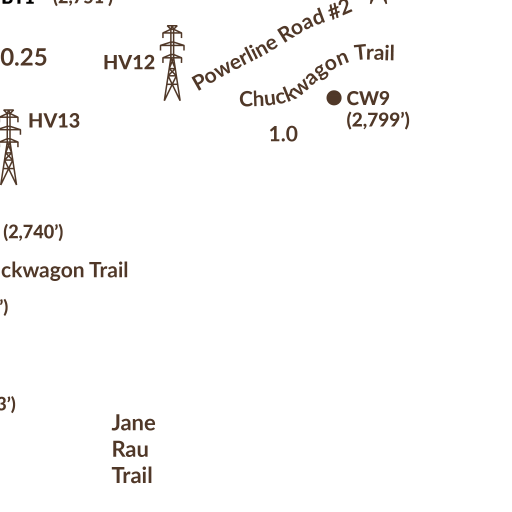 Powerline Road #2
0.25
HV12
Chuckwagon Trail
CW9
(2,799’)
HV13
1.0
(2,740’)
ckwagon Trail
’)
3’)
Jane
Rau
Trail